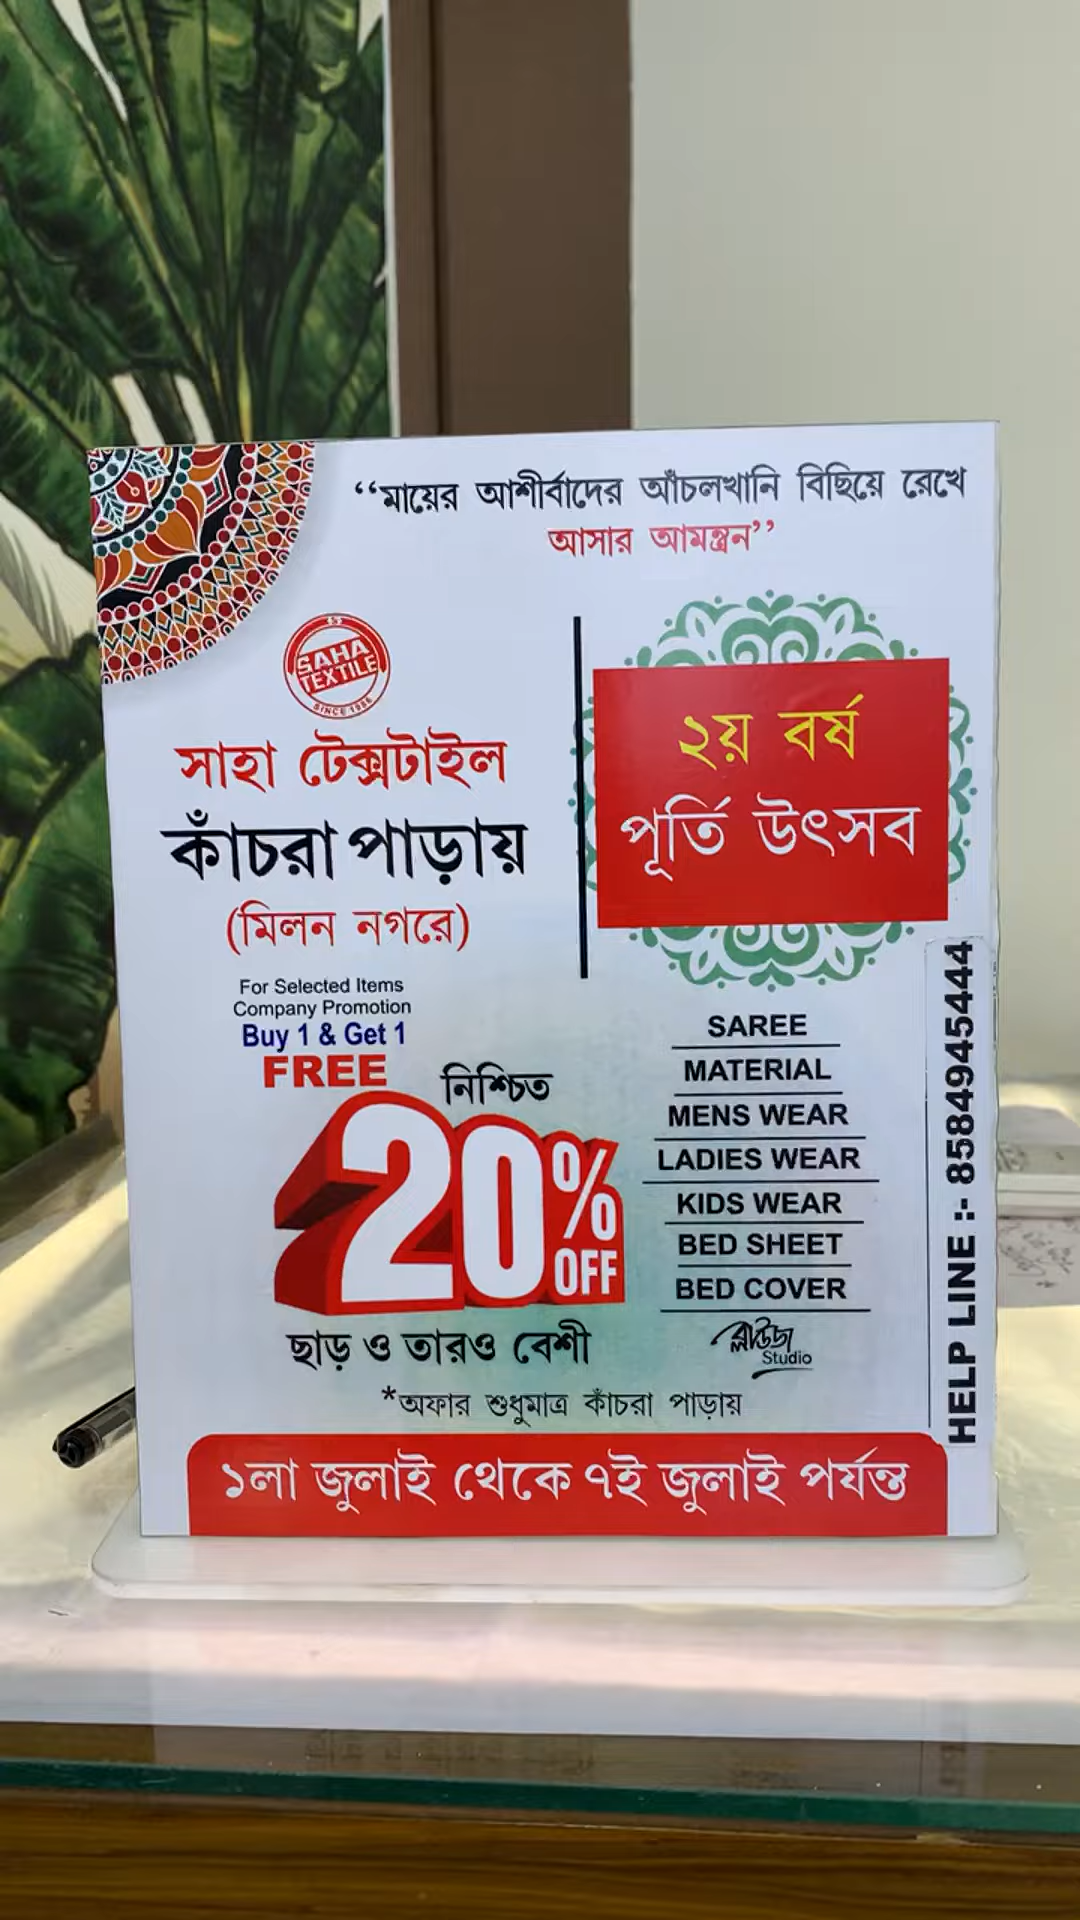 “মায়ের আশীর্বাদের আঁচলখানি বিছিয়ে রেখে
আসার আমন্ত্রন”
S.S
SAHA
TEXTILE
SINCE 1986
সাহা টেক্সটাইল
কাঁচরা পাড়ায়
(মিলন নগরে)
২য় বর্ষ
পূর্তি উৎসব
For Selected Items
Company Promotion
Buy 1 & Get 1
FREE
নিশ্চিত
20% OFF
ছাড় ও তারও বেশী
SAREE
MATERIAL
MENS WEAR
LADIES WEAR
KIDS WEAR
BED SHEET
BED COVER
ব্লাউজ
Studio
HELP LINE :- 8584945444
*অফার শুধুমাত্র কাঁচরা পাড়ায়
১লা জুলাই থেকে ৭ই জুলাই পর্যন্ত